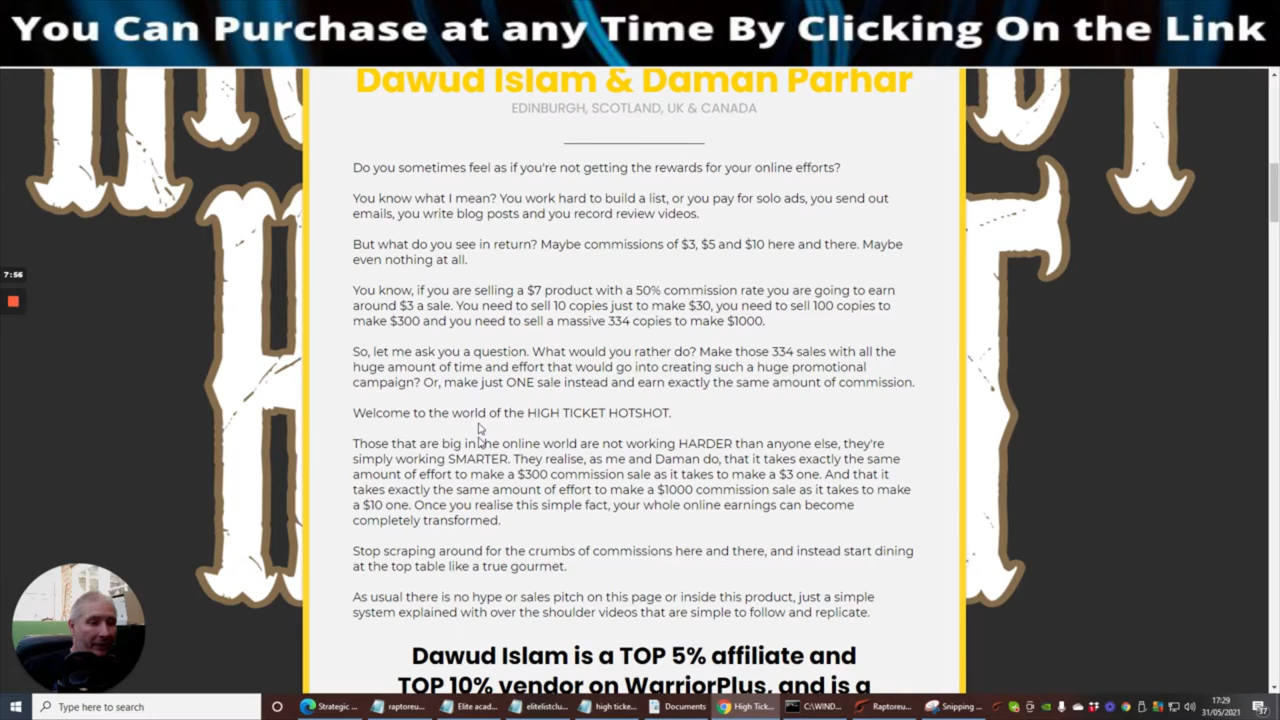 You Can Purchase at any Time By Clicking On the Link
Dawud Islam & Daman Parhar
EDINBURGH, SCOTLAND, UK & CANADA
Do you sometimes feel as if you're not getting the rewards for your online efforts?
You know what I mean? You work hard to build a list, or you pay for solo ads, you send out
emails, you write blog posts and you record review videos.
But what do you see in return? Maybe commissions of $3, $5 and $10 here and there. Maybe
even nothing at all.
You know, if you are selling a $7 product with a 50% commission rate you are going to earn
around $3 a sale. You need to sell 10 copies just to make $30, you need to sell 100 copies to
make $300 and you need to sell a massive 334 copies to make $1000.
7:56
So, let me ask you a question. What would you rather do? Make those 334 sales with all the
huge amount of time and effort that would go into creating such a huge promotional
campaign? Or, make just ONE sale instead and earn exactly the same amount of commission.
Welcome to the world of the HIGH TICKET HOTSHOT.
Those that are big in the online world are not working HARDER than anyone else, they're
simply working SMARTER. They realise, as me and Daman do, that it takes exactly the same
amount of effort to make a $300 commission sale as it takes to make a $3 one. And that it
takes exactly the same amount of effort to make a $1000 commission sale as it takes to make
a $10 one. Once you realise this simple fact, your whole online earnings can become
completely transformed.
Stop scraping around for the crumbs of commissions here and there, and instead start dining
at the top table like a true gourmet.
As usual there is no hype or sales pitch on this page or inside this product, just a simple
system explained with over the shoulder videos that are simple to follow and replicate.
Dawud Islam is a TOP 5% affiliate and
TOP 10% vendor on WarriorPlus, and is a
Type here to search
Strategic ...
raptoreu...
Elite acad...
elitelistclu...
high ticke...
Documents
High Tick...
C:\WIND...
Raptoreu...
Snipping ...
17:29
31/05/2021